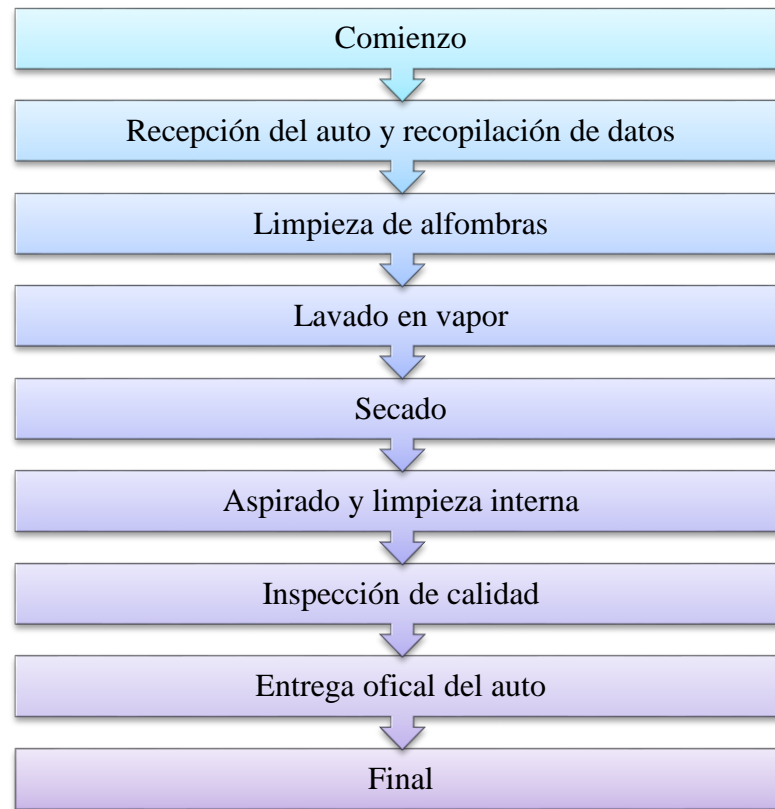 Comienzo
Recepción del auto y recopilación de datos
Limpieza de alfombras
Lavado en vapor
Secado
Aspirado y limpieza interna
Inspección de calidad
Entrega ofical del auto
Final